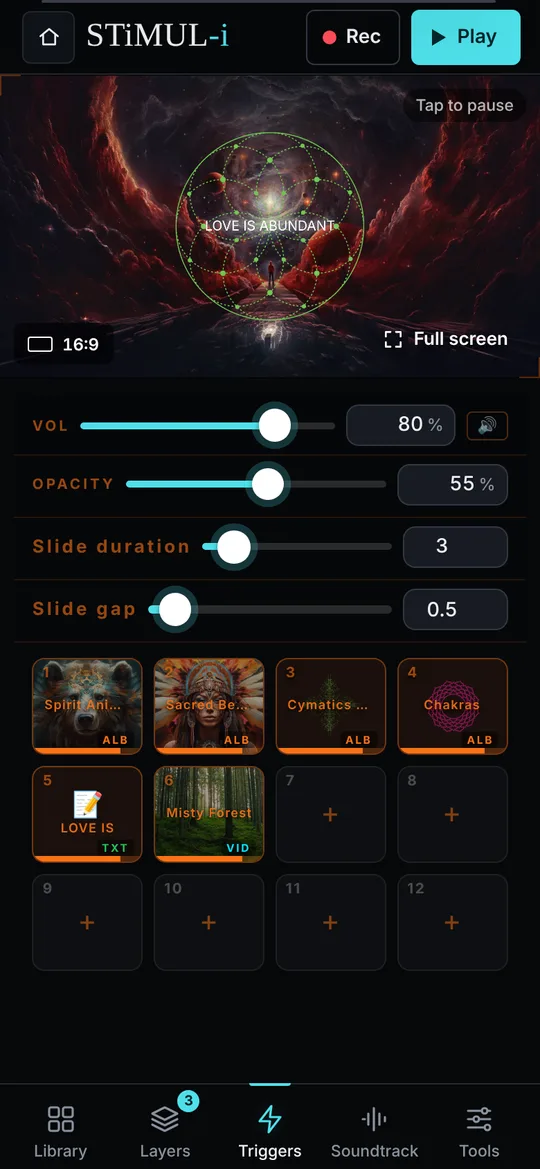 STiMUL-i
Rec
Play
Tap to pause
LOVE IS ABUNDANT
16:9
Full screen
VOL
80 %
OPACITY
55 %
Slide duration
3
Slide gap
0.5
1
Spirit Ani...
ALB
2
Sacred Be...
ALB
3
Cymatics ...
ALB
4
Chakras
ALB
5
LOVE IS
TXT
6
Misty Forest
VID
7
+
8
+
9
+
10
+
11
+
12
+
3
Library
Layers
Triggers
Soundtrack
Tools